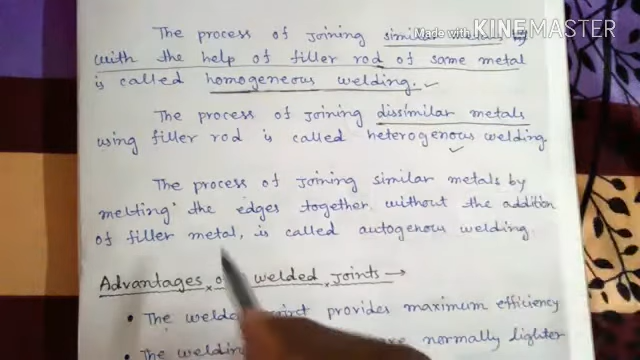 Made with KINEMASTER
The process of joining similar metals by
with the help of filler rod of same metal
is called homogeneous welding.
The process of joining dissimilar metals
using filler rod is called heterogenous welding
The process of joining similar metals by
melting the edges together without the addition
of filler metal, is called autogenous welding.
Advantages of welded joints →
• The welded joint provides maximum efficiency
• The welding are normally lighter